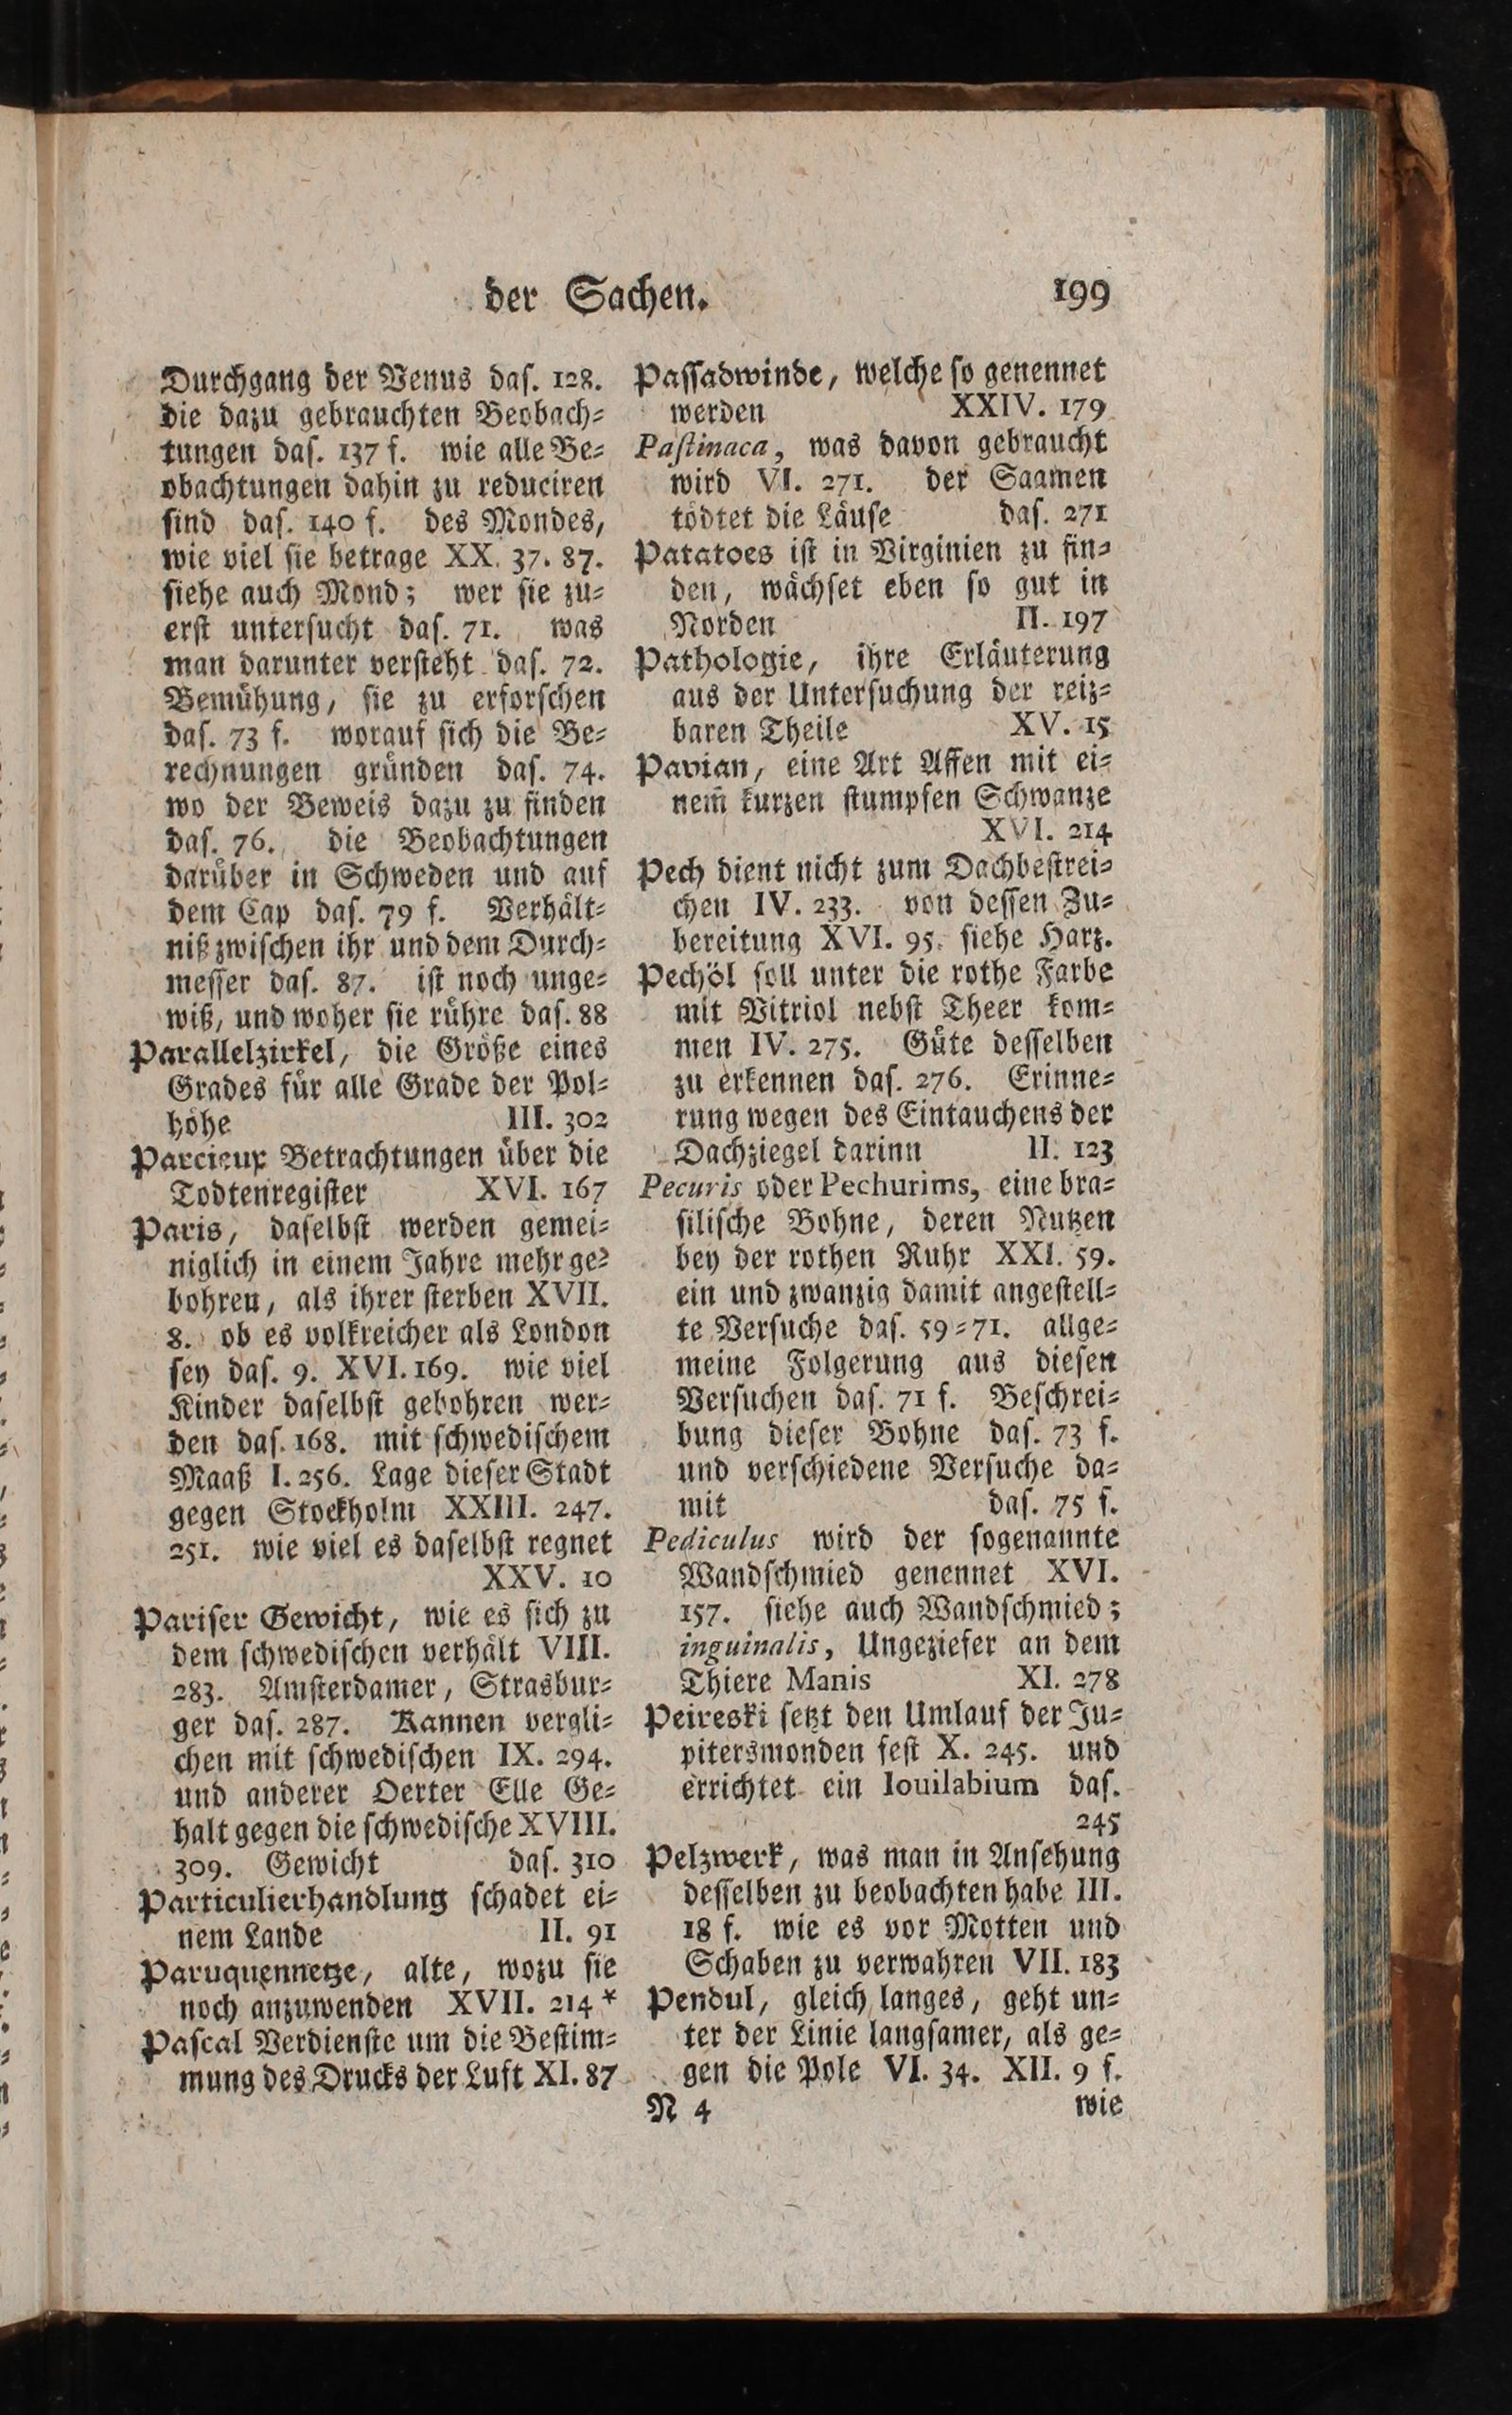 der Sachen. 199
Durchgang der Venus daſ. 128.
die dazu gebrauchten Beobach⸗
tungen daſ. 137 f. wie alle Be⸗
obachtungen dahin zu reduciren
ſind daſ. 140 f. des Mondes,
wie viel ſie betrage XX. 37. 87.
ſiehe auch Mond; wer ſie zu⸗
erſt unterſucht daſ. 71. was
man darunter verſteht daſ. 72.
Bemühung, ſie zu erforſchen
daſ. 73 f. worauf ſich die Be⸗
rechnungen gründen daſ. 74.
wo der Beweis dazu zu finden
daſ. 76. die Beobachtungen
darüber in Schweden und auf
dem Cap daſ. 79 f. Verhält⸗
niß zwiſchen ihr und dem Durch⸗
meſſer daſ. 87. iſt noch unge⸗
wiß, und woher ſie rühre daſ. 88
Parallelzirkel, die Größe eines
Grades für alle Grade der Pol⸗
höhe III. 302
Parcieux Betrachtungen über die
Todtenregiſter XVI. 167
Paris, daſelbſt werden gemei⸗
niglich in einem Jahre mehr ge⸗
bohren, als ihrer ſterben XVII.
8. ob es volkreicher als London
ſey daſ. 9. XVI. 169. wie viel
Kinder daſelbſt gebohren wer⸗
den daſ. 168. mit ſchwediſchem
Maaß I. 256. Lage dieſer Stadt
gegen Stockholm XXIII. 247.
251. wie viel es daſelbſt regnet
XXV. 10
Pariſer Gewicht, wie es ſich zu
dem ſchwediſchen verhält VIII.
283. Amſterdamer, Strasbur⸗
ger daſ. 287. Kannen vergli⸗
chen mit ſchwediſchen IX. 294.
und anderer Oerter Elle Ge⸗
halt gegen die ſchwediſche XVIII.
309. Gewicht daſ. 310
Particulierhandlung ſchadet ei⸗
nem Lande II. 91
Paruquennetze, alte, wozu ſie
noch anzuwenden XVII. 214 *
Paſcal Verdienſte um die Beſtim⸗
mung des Drucks der Luft XI. 87
Paſſadwinde, welche ſo genennet
werden XXIV. 179
Paſtinaca, was davon gebraucht
wird VI. 271. der Saamen
tödtet die Läuſe daſ. 271
Patatoes iſt in Virginien zu fin⸗
den, wächſet eben ſo gut in
Norden II. 197
Pathologie, ihre Erläuterung
aus der Unterſuchung der reiz⸗
baren Theile XV. 15
Pavian, eine Art Affen mit ei⸗
nem̃ kurzen ſtumpfen Schwanze
XVI. 214
Pech dient nicht zum Dachbeſtrei⸗
chen IV. 233. von deſſen Zu⸗
bereitung XVI. 95. ſiehe Harz.
Pechöl ſoll unter die rothe Farbe
mit Vitriol nebſt Theer kom⸗
men IV. 275. Güte deſſelben
zu erkennen daſ. 276. Erinne⸗
rung wegen des Eintauchens der
Dachziegel darinn II. 123
Pecuris oder Pechurims, eine bra⸗
ſiliſche Bohne, deren Nutzen
bey der rothen Ruhr XXI. 59.
ein und zwanzig damit angeſtell⸗
te Verſuche daſ. 59⸗71. allge⸗
meine Folgerung aus dieſen
Verſuchen daſ. 71 f. Beſchrei⸗
bung dieſer Bohne daſ. 73 f.
und verſchiedene Verſuche da⸗
mit daſ. 75 f.
Pediculus wird der ſogenannte
Wandſchmied genennet XVI.
157. ſiehe auch Wandſchmied;
inguinalis, Ungeziefer an dem
Thiere Manis XI. 278
Peireski ſetzt den Umlauf der Ju⸗
pitersmonden feſt X. 245. und
errichtet ein Iouilabium daſ.
245
Pelzwerk, was man in Anſehung
deſſelben zu beobachten habe III.
18 f. wie es vor Motten und
Schaben zu verwahren VII. 183
Pendul, gleich langes, geht un⸗
ter der Linie langſamer, als ge⸗
gen die Pole VI. 34. XII. 9 f.
N 4 wie